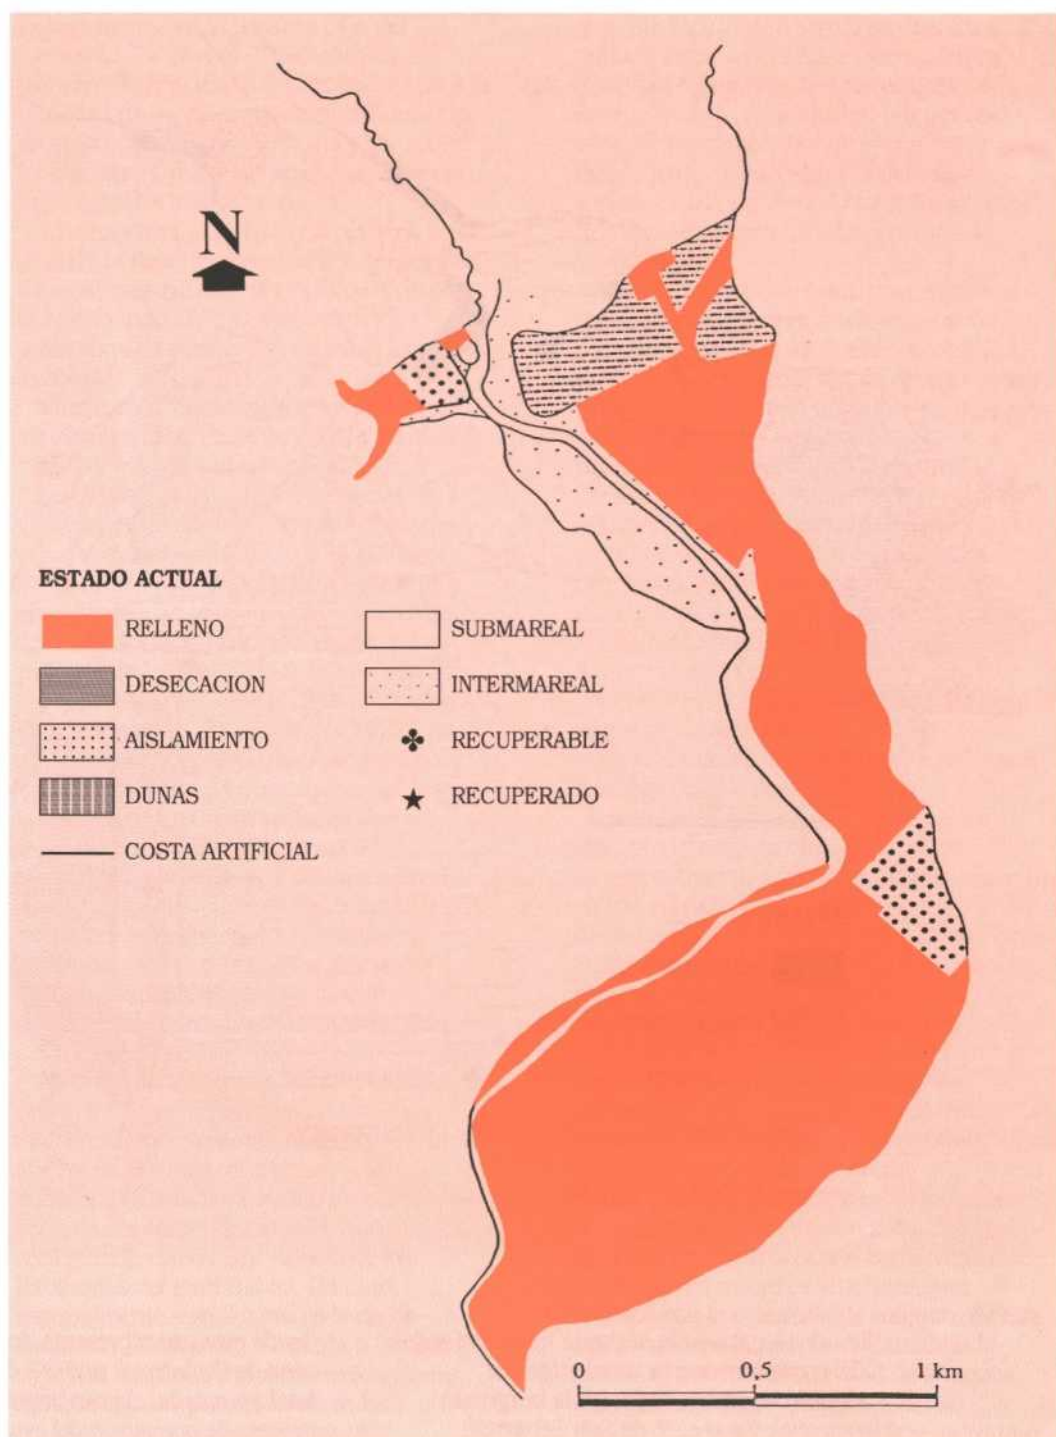 N
ESTADO ACTUAL
RELLENO
DESECACION
AISLAMIENTO
DUNAS
COSTA ARTIFICIAL
SUBMAREAL
INTERMAREAL
RECUPERABLE
RECUPERADO
0 0,5 1 km